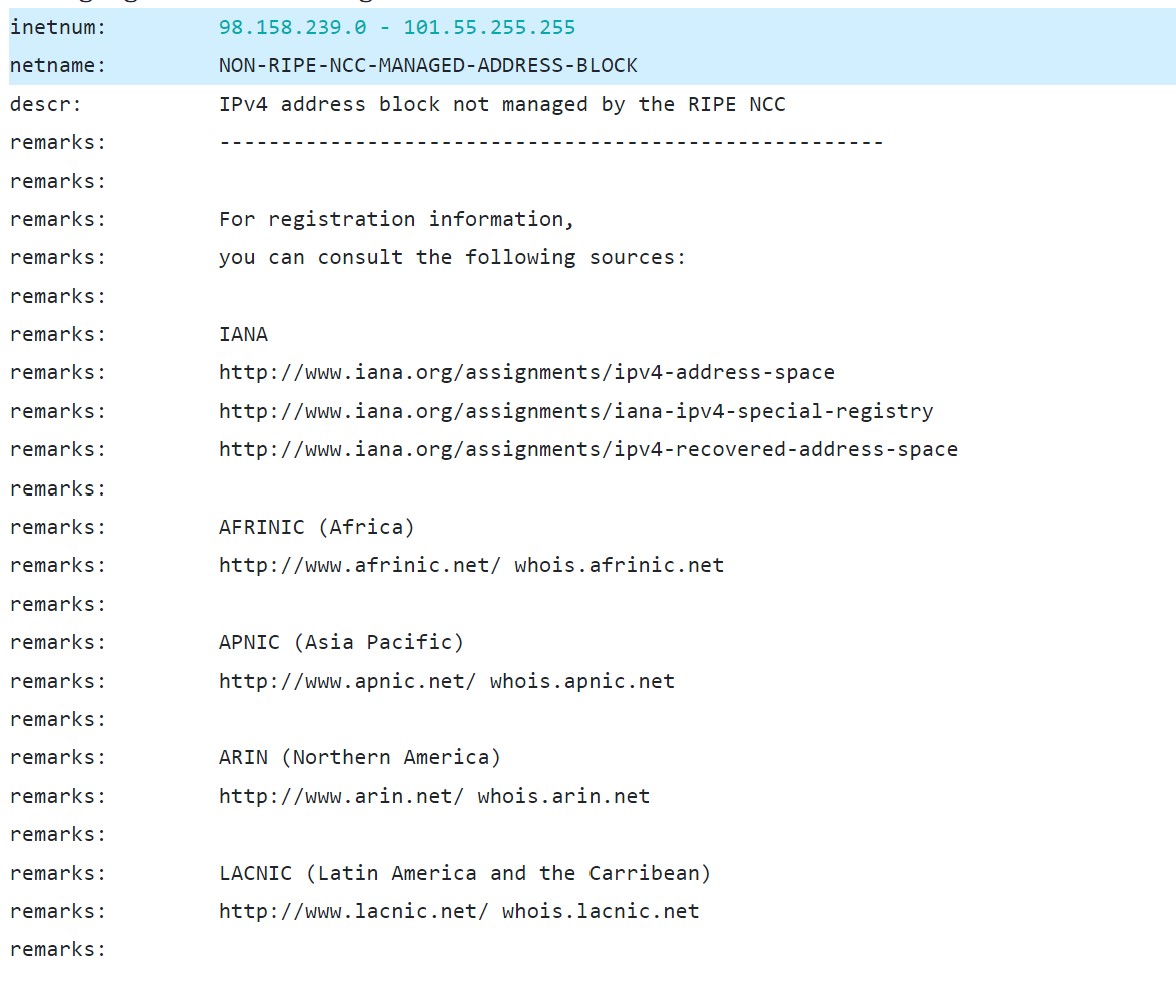 inetnum: 98.158.239.0 - 101.55.255.255
netname: NON-RIPE-NCC-MANAGED-ADDRESS-BLOCK
descr: IPv4 address block not managed by the RIPE NCC
remarks: ------------------------------------------------------
remarks:
remarks: For registration information,
remarks: you can consult the following sources:
remarks:
remarks: IANA
remarks: http://www.iana.org/assignments/ipv4-address-space
remarks: http://www.iana.org/assignments/iana-ipv4-special-registry
remarks: http://www.iana.org/assignments/ipv4-recovered-address-space
remarks:
remarks: AFRINIC (Africa)
remarks: http://www.afrinic.net/ whois.afrinic.net
remarks:
remarks: APNIC (Asia Pacific)
remarks: http://www.apnic.net/ whois.apnic.net
remarks:
remarks: ARIN (Northern America)
remarks: http://www.arin.net/ whois.arin.net
remarks:
remarks: LACNIC (Latin America and the Carribean)
remarks: http://www.lacnic.net/ whois.lacnic.net
remarks: